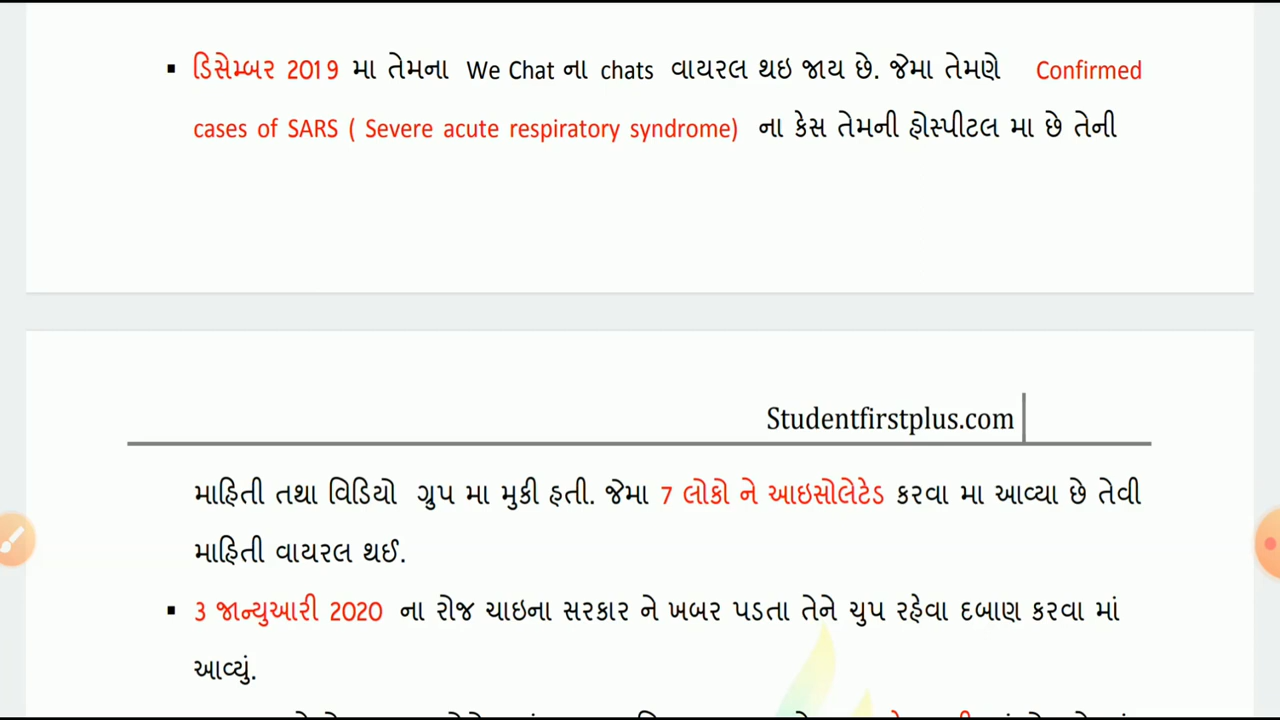 ▪ ડિસેમ્બર 2019 મા તેમના We Chat ના chats વાયરલ થઇ જાય છે. જેમા તેમણે Confirmed
cases of SARS ( Severe acute respiratory syndrome) ના કેસ તેમની હોસ્પીટલ મા છે તેની
Studentfirstplus.com
માહિતી તથા વિડિયો ગ્રુપ મા મુકી હતી. જેમા 7 લોકો ને આઇસોલેટેડ કરવા મા આવ્યા છે તેવી
માહિતી વાયરલ થઈ.
▪ 3 જાન્યુઆરી 2020 ના રોજ ચાઇના સરકાર ને ખબર પડતા તેને ચુપ રહેવા દબાણ કરવા માં
આવ્યું.